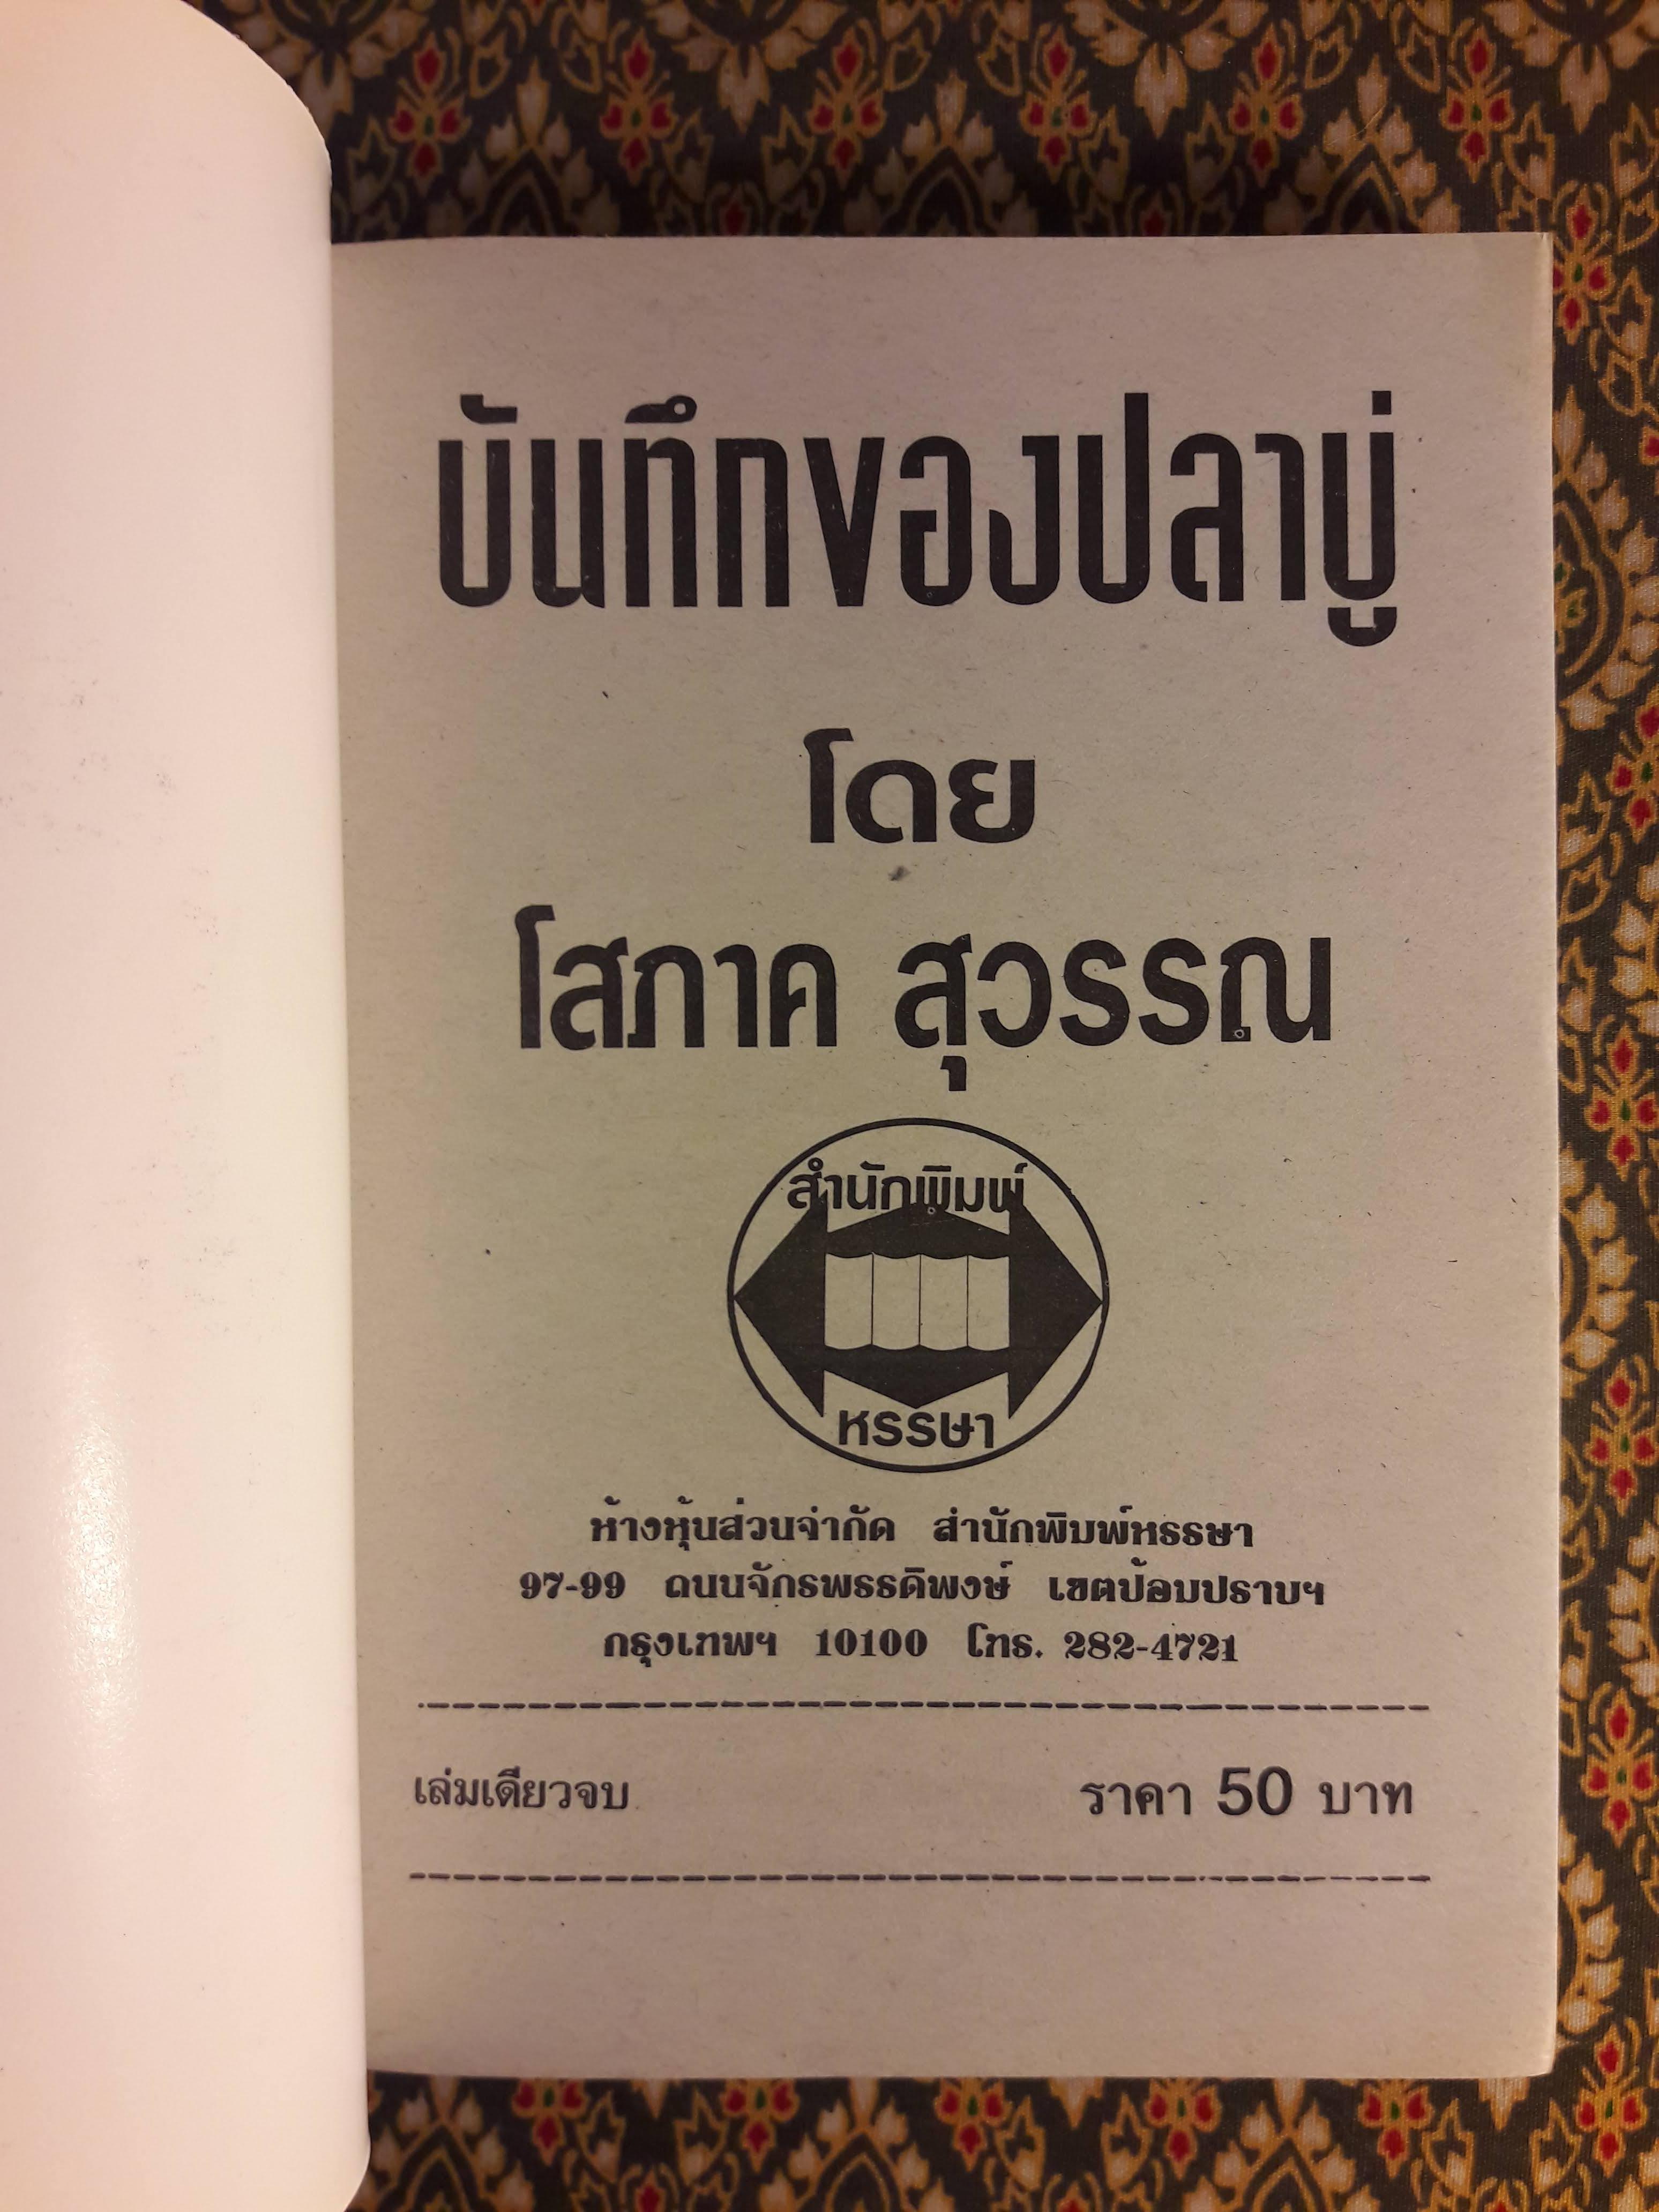 บันทึกของปลาบู่
โดย
โสภาค สุวรรณ
สำนักพิมพ์
หรรษา
ห้างหุ้นส่วนจำกัด สำนักพิมพ์หรรษา
97-99 ถนนจักรพรรดิพงษ์ เขตป้อมปราบฯ
กรุงเทพฯ 10100 โทร. 282-4721
เล่มเดียวจบ ราคา 50 บาท